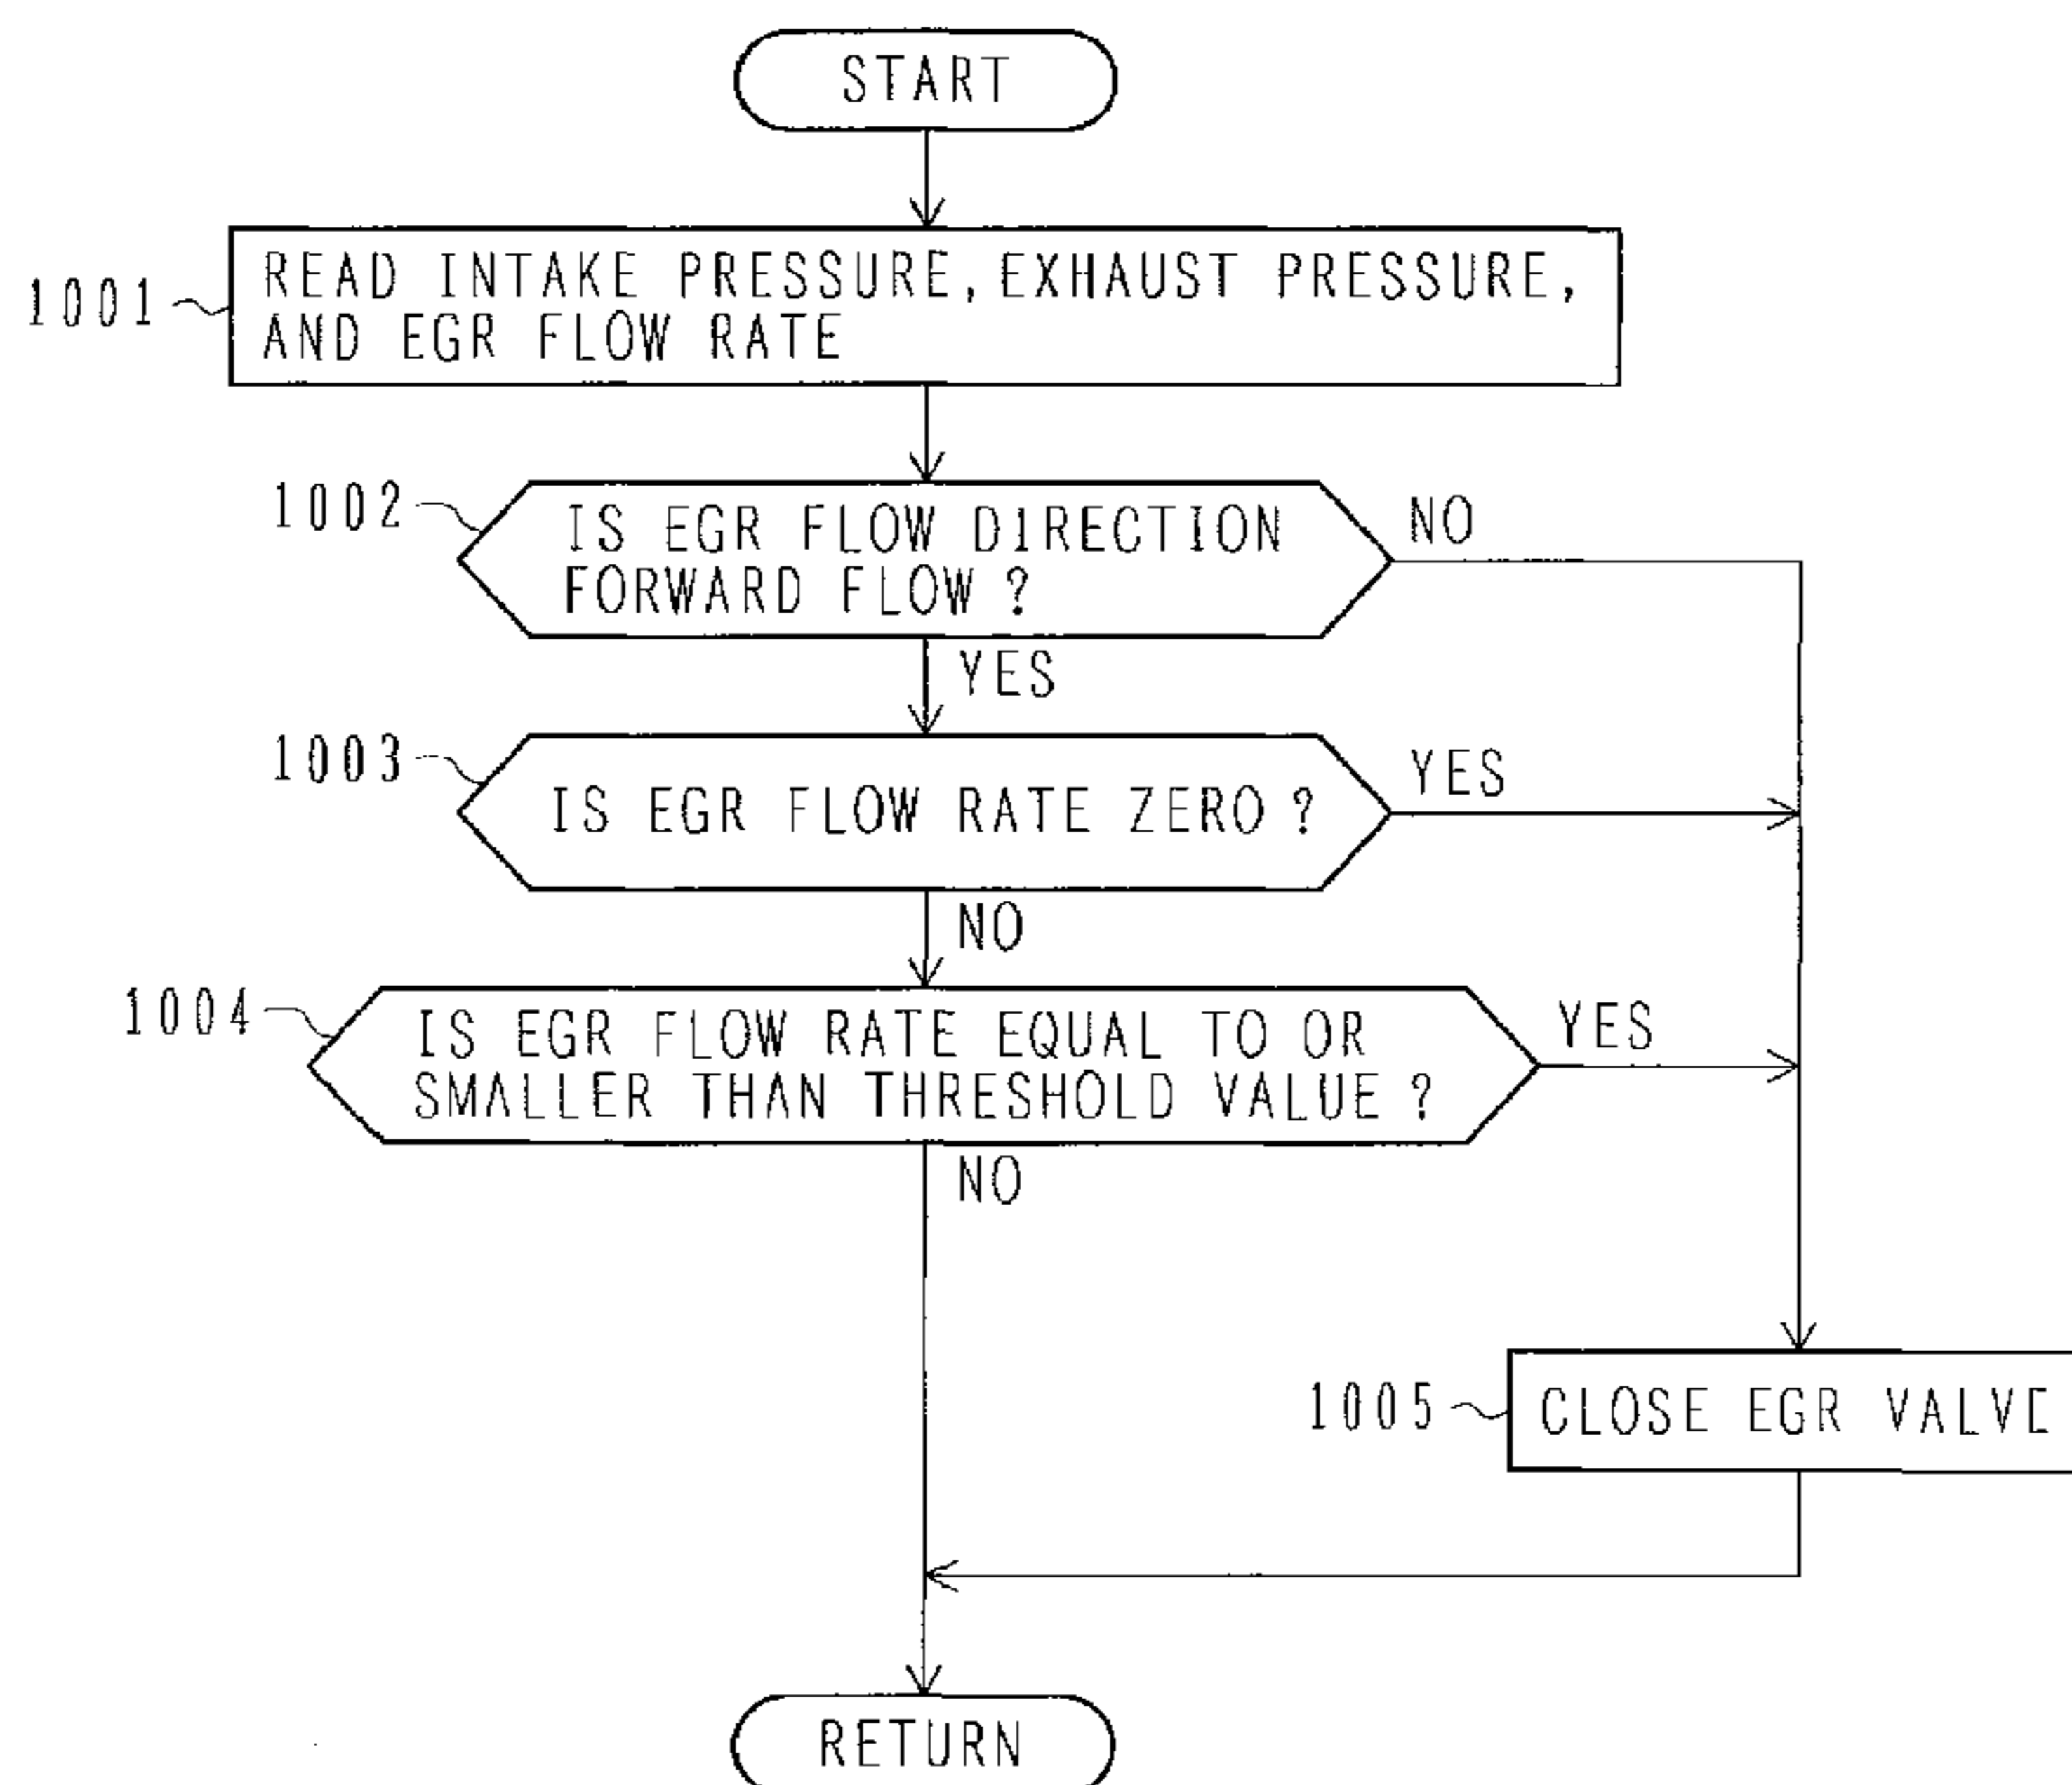 START
1001
READ INTAKE PRESSURE, EXHAUST PRESSURE,
AND EGR FLOW RATE
1002
IS EGR FLOW DIRECTION
FORWARD FLOW ?
NO
YES
1003
IS EGR FLOW RATE ZERO ?
YES
NO
1004
IS EGR FLOW RATE EQUAL TO OR
SMALLER THAN THRESHOLD VALUE ?
YES
NO
1005
CLOSE EGR VALVE
RETURN